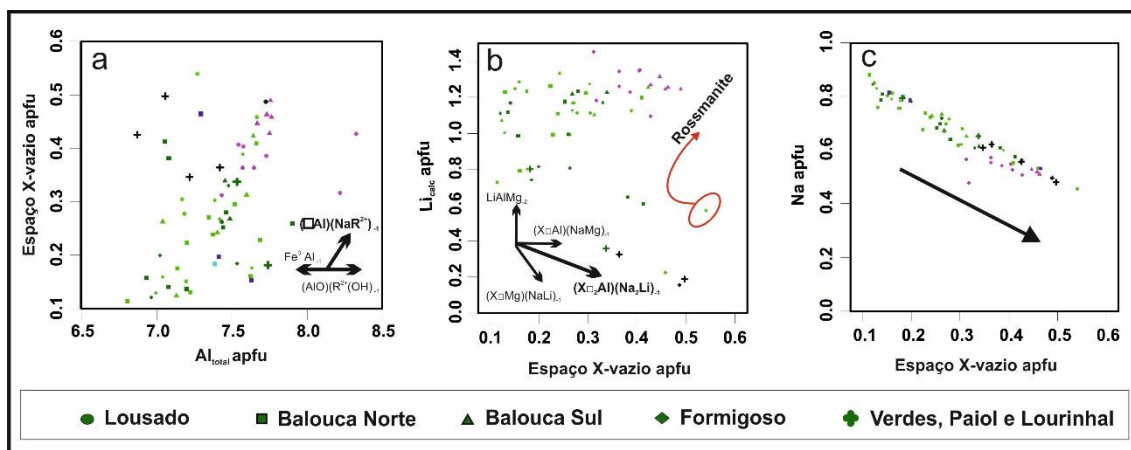 a
Espaço X-vazio apfu
0.6
0.5
0.4
0.3
0.2
0.1
6.5 7.0 7.5 8.0 8.5
Al total apfu
(□Al)(NaR²⁺)₋₁
Fe³Al₋₁
(AlO)(R²⁺(OH)₋₁
b
Li calc apfu
1.4
1.2
1.0
0.8
0.6
0.4
0.2
0.0
0.1 0.2 0.3 0.4 0.5 0.6
Espaço X-vazio apfu
Rossmanite
LiAlMg₋₂
(X□Al)(NaMg)₋₁
(X□Mg)(NaLi)₋₁
(X□₂Al)(Na₂Li)₋₁
c
Na apfu
1.0
0.8
0.6
0.4
0.2
0.0
0.1 0.2 0.3 0.4 0.5 0.6
Espaço X-vazio apfu
Lousado Balouca Norte Balouca Sul Formigoso Verdes, Paiol e Lourinhal